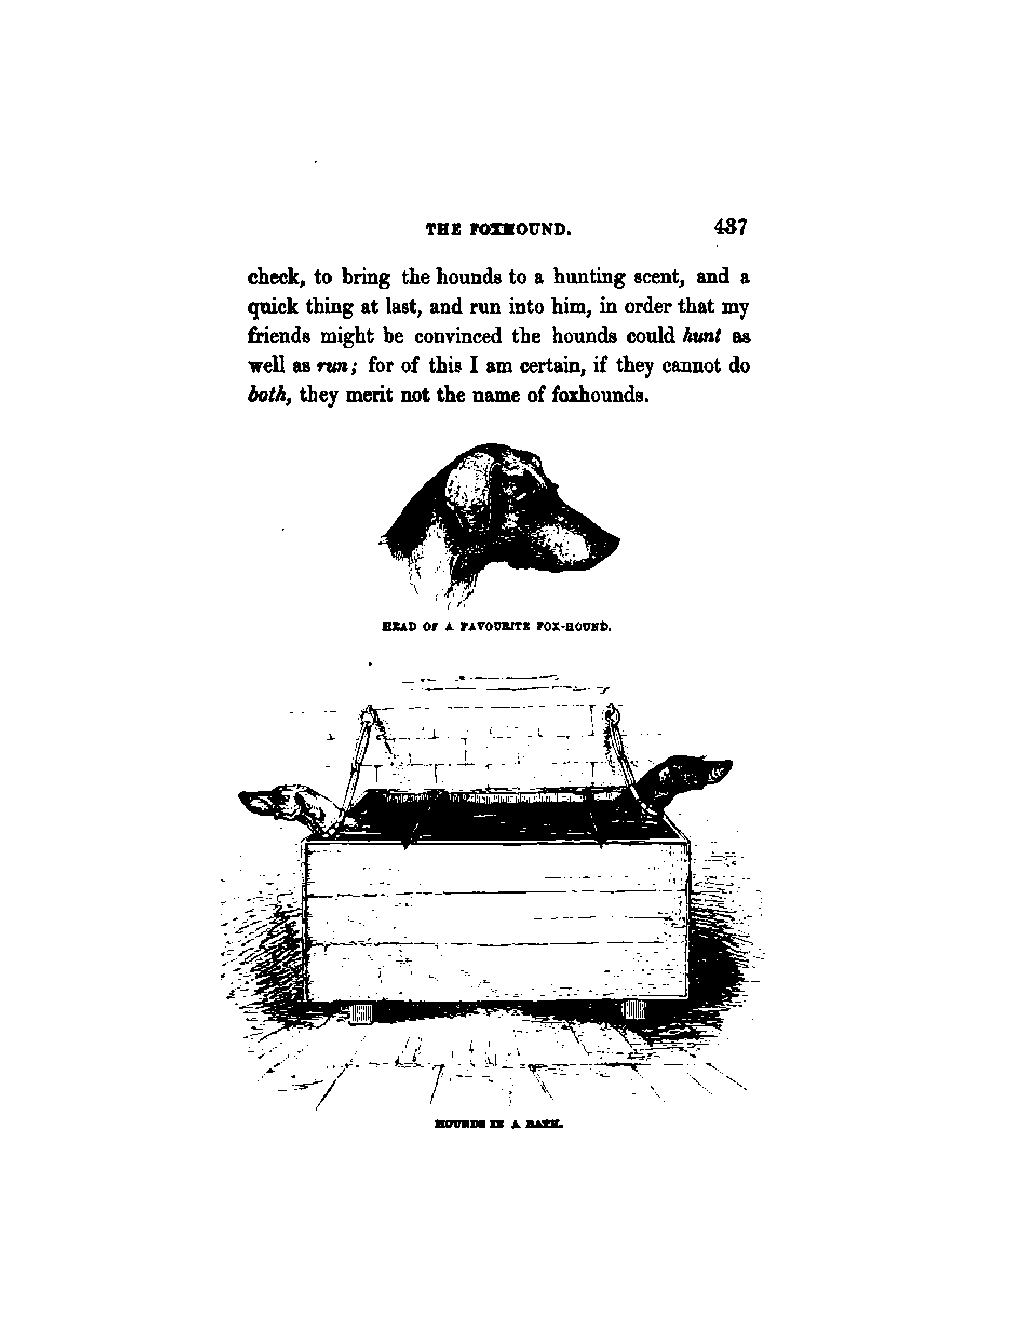 THE FOXHOUND. 437
check, to bring the hounds to a hunting scent, and a
quick thing at last, and run into him, in order that my
friends might be convinced the hounds could hunt as
well as run; for of this I am certain, if they cannot do
both, they merit not the name of foxhounds.
HEAD OF A FAVOURITE FOX-HOUND.
HOUNDS IN A BATH.